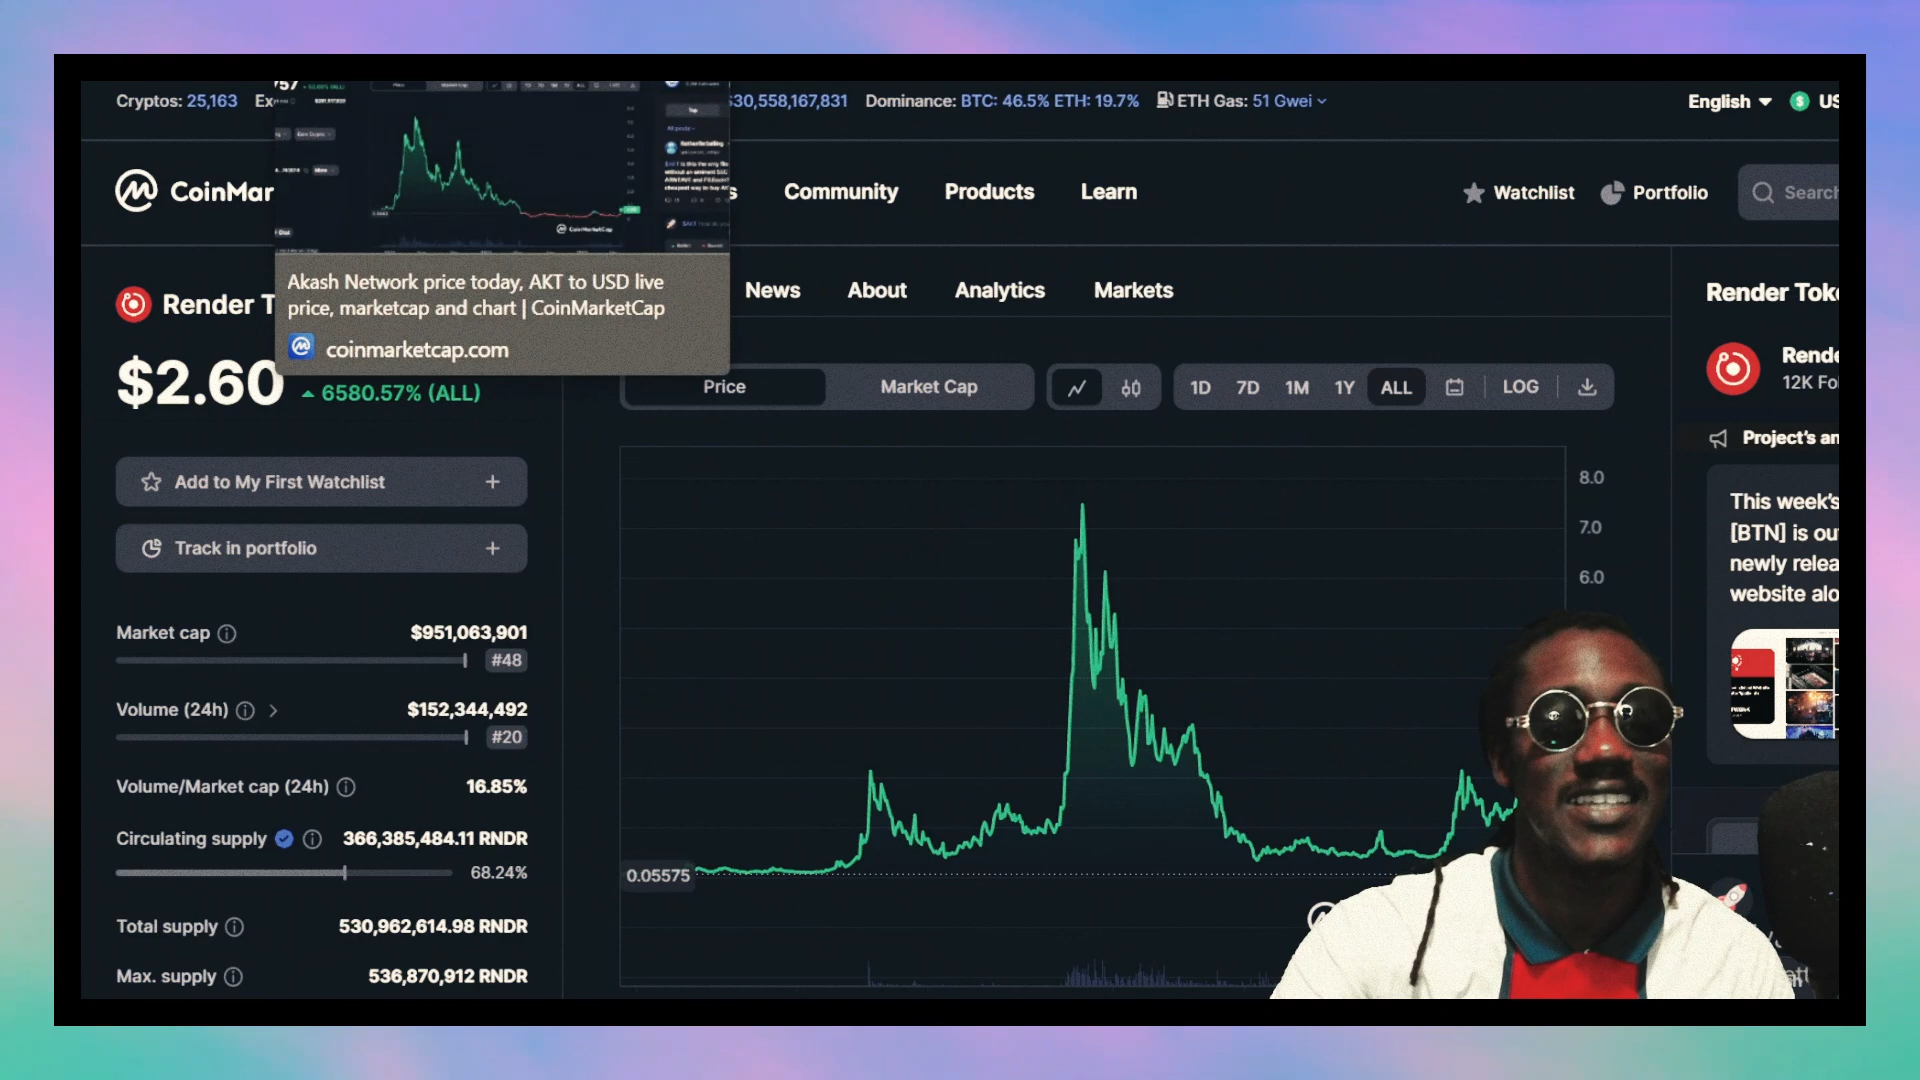 Cryptos: 25,163 Ex
$30,558,167,831 Dominance: BTC: 46.5% ETH: 19.7% ETH Gas: 51 Gwei
English US
CoinMar
s Community Products Learn
Watchlist Portfolio Search
CoinMarketCap
Akash Network price today, AKT to USD live
price, marketcap and chart | CoinMarketCap
coinmarketcap.com
Render T
News About Analytics Markets
$2.60 6580.57% (ALL)
Price Market Cap
1D 7D 1M 1Y ALL LOG
Add to My First Watchlist +
Track in portfolio +
Market cap $951,063,901
#48
Volume (24h) $152,344,492
#20
Volume/Market cap (24h) 16.85%
Circulating supply 366,385,484.11 RNDR
68.24%
Total supply 530,962,614.98 RNDR
Max. supply 536,870,912 RNDR
8.0
7.0
6.0
0.05575
Render Tok
Rende
12K Fol
Project's an
This week's
[BTN] is ou
newly relea
website alo